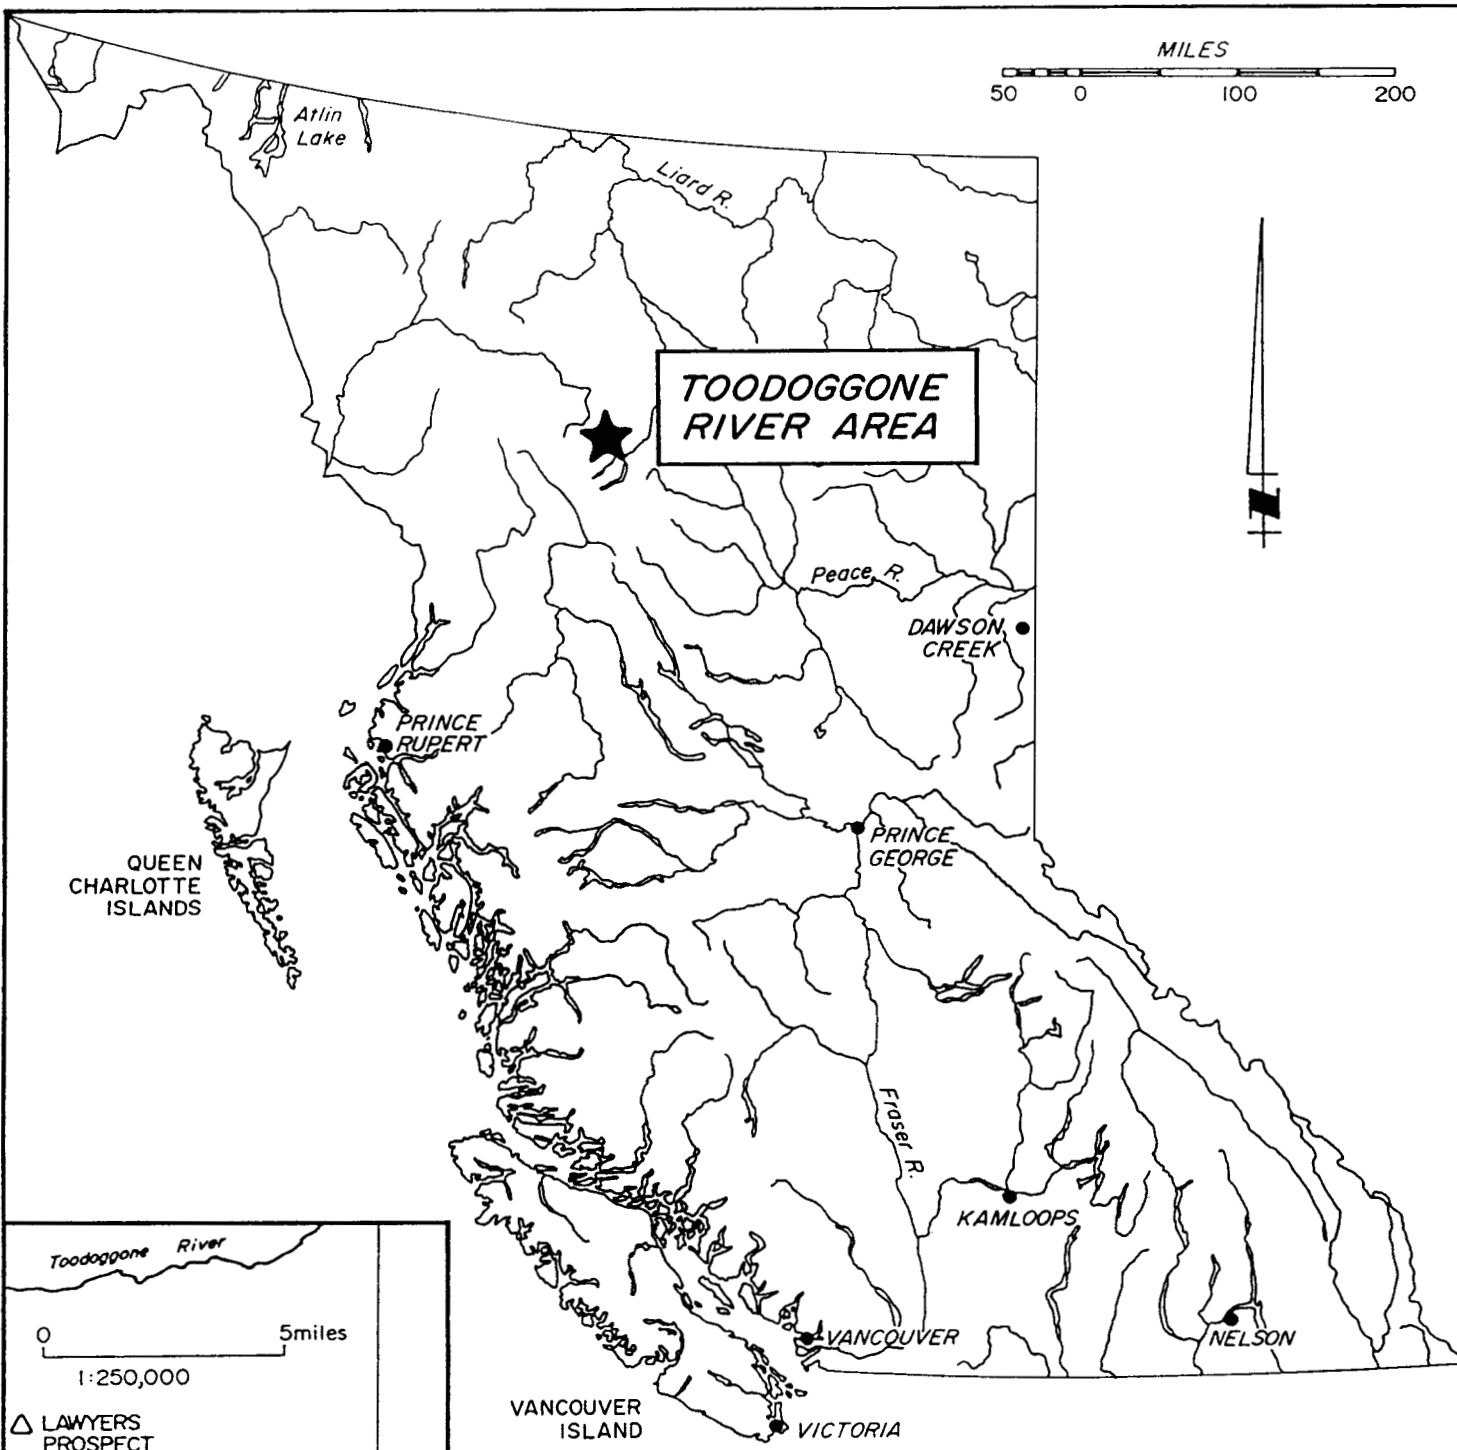 MILES
50 0 100 200
Atlin
Lake
Liard R.
TOODOGGONE
RIVER AREA
N
Peace R.
DAWSON
CREEK
PRINCE
RUPERT
PRINCE
GEORGE
QUEEN
CHARLOTTE
ISLANDS
Fraser R.
KAMLOOPS
Toodoggone River
0 5miles
1:250,000
NELSON
VANCOUVER
VANCOUVER
ISLAND
VICTORIA
LAWYERS
PROSPECT